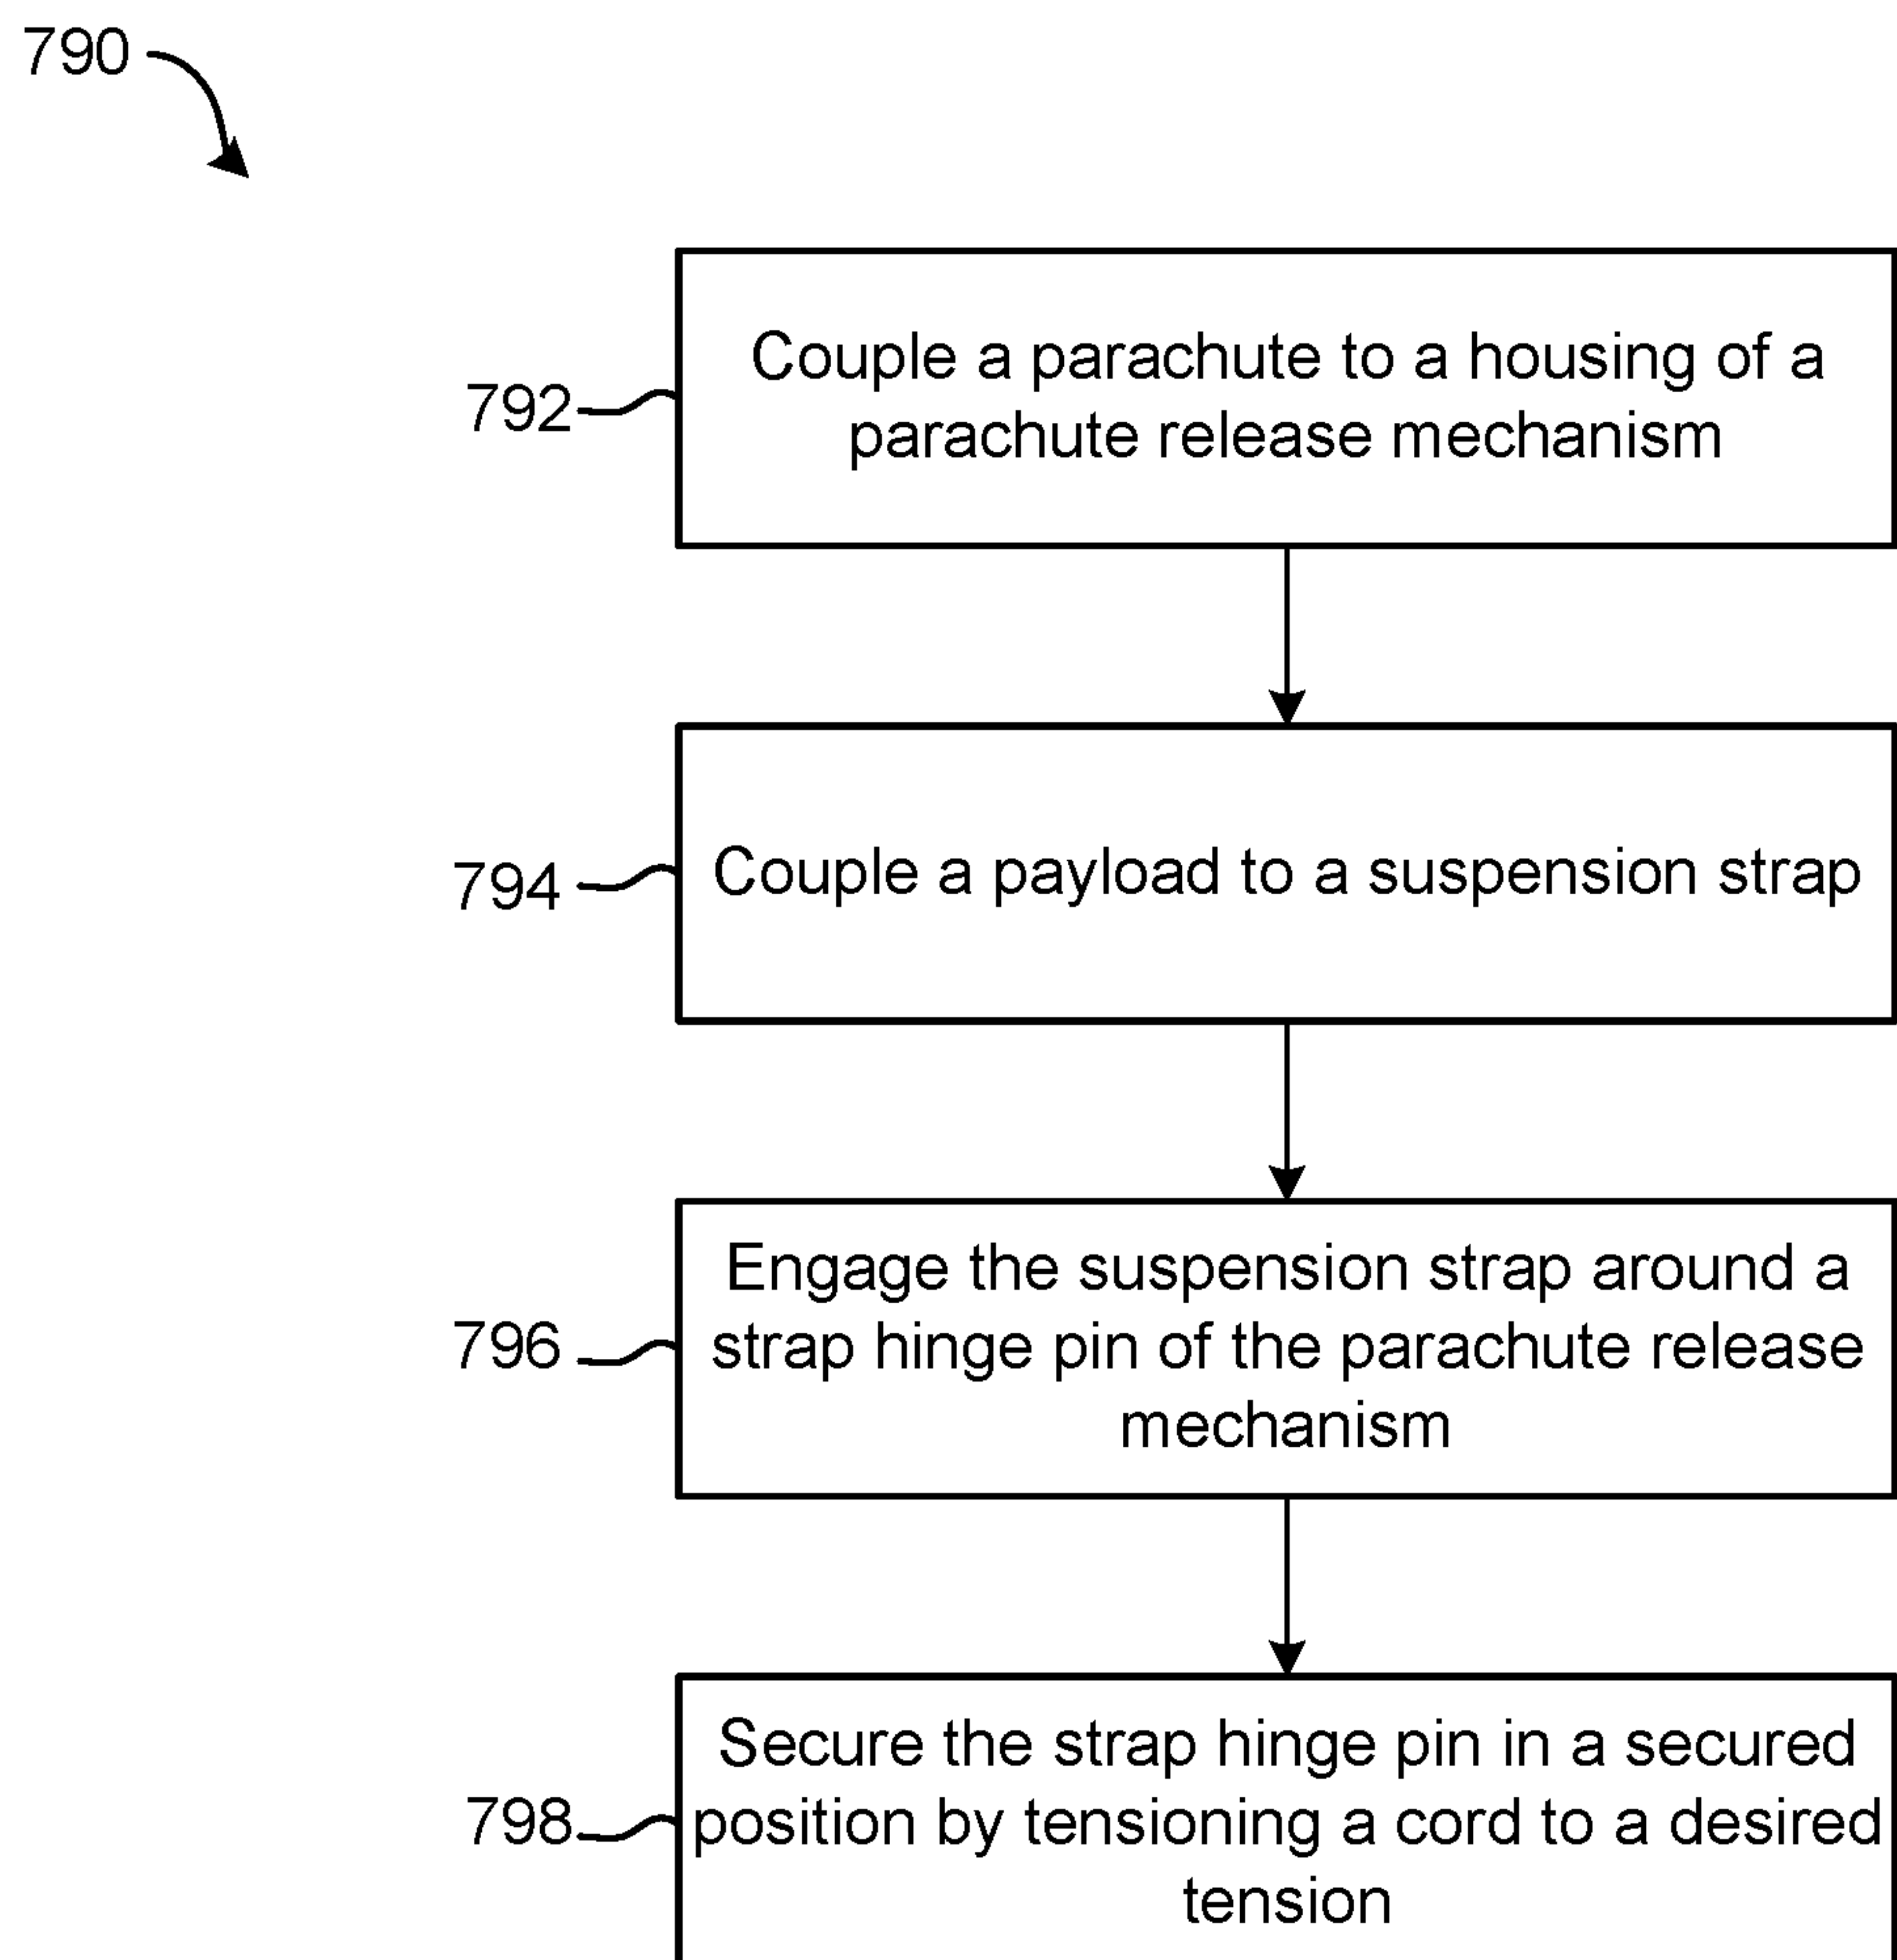 790
792
Couple a parachute to a housing of a
parachute release mechanism
794
Couple a payload to a suspension strap
796
Engage the suspension strap around a
strap hinge pin of the parachute release
mechanism
798
Secure the strap hinge pin in a secured
position by tensioning a cord to a desired
tension